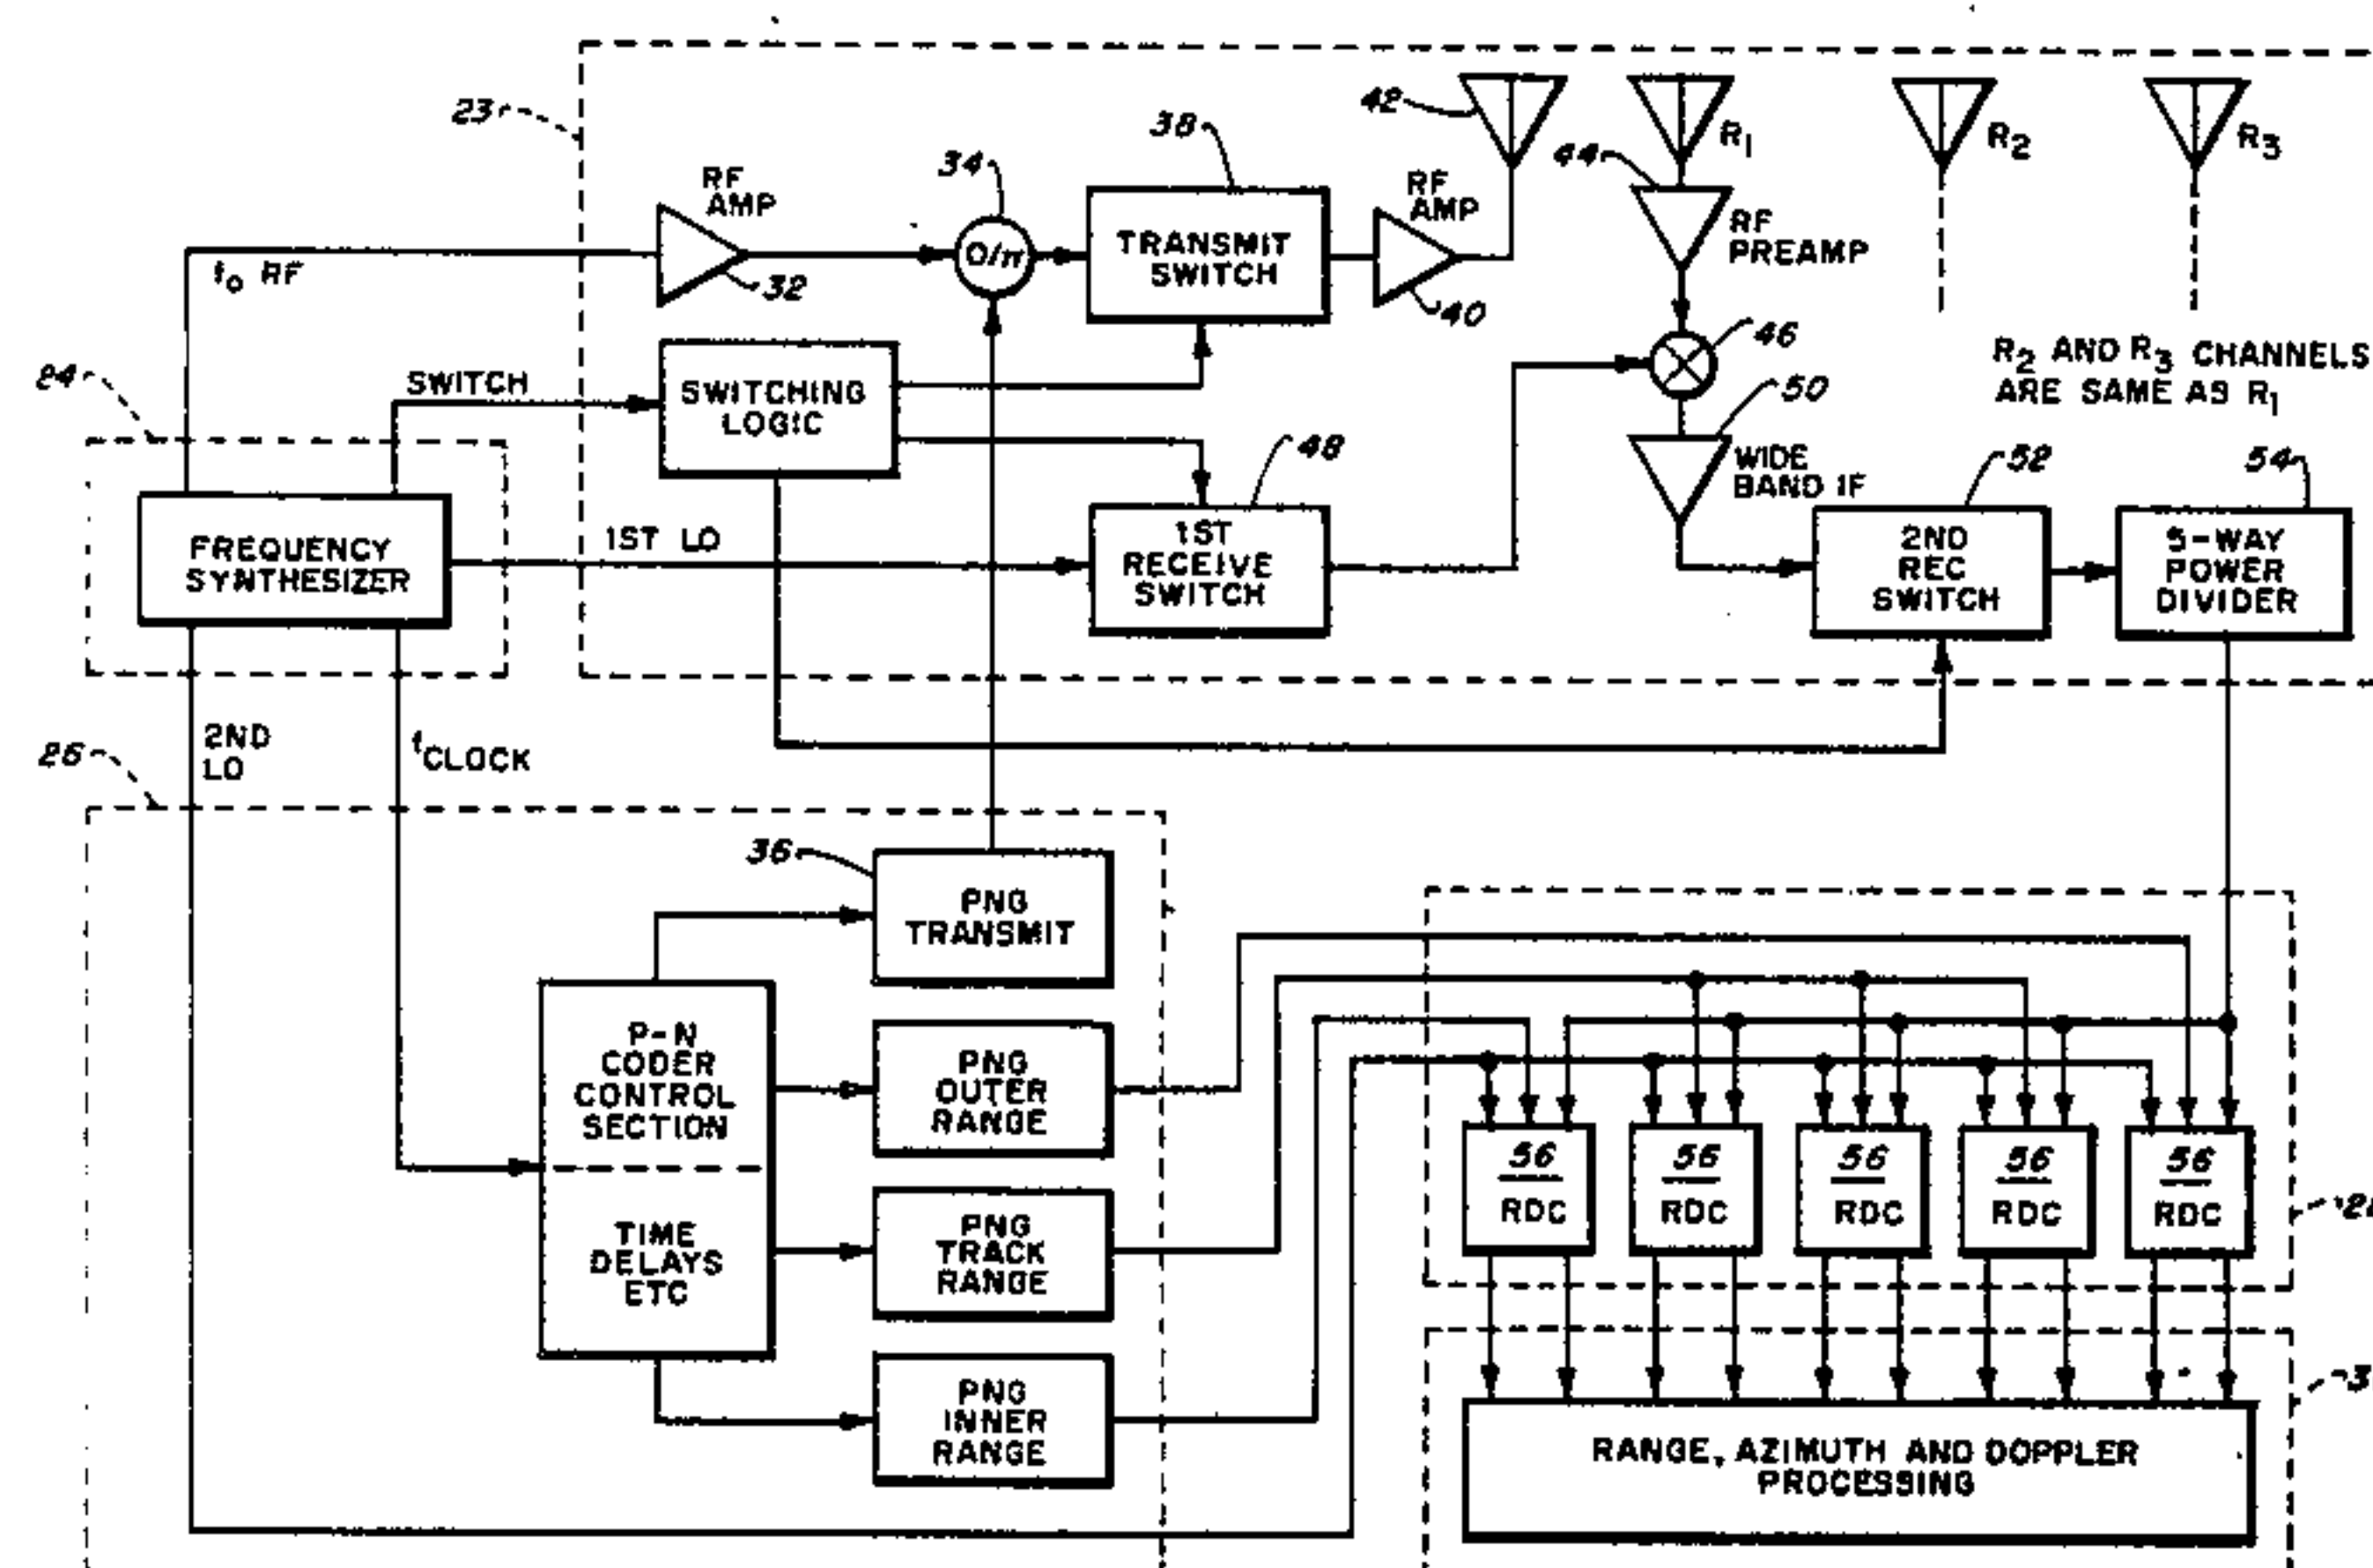 23
42
38
34
44
R1
R2
R3
RF
AMP
RF
AMP
RF
PREAMP
O/π
TRANSMIT
SWITCH
fo RF
32
40
46
R2 AND R3 CHANNELS
ARE SAME AS R1
24
SWITCH
SWITCHING
LOGIC
50
48
WIDE
BAND IF
52
54
FREQUENCY
SYNTHESIZER
1ST LO
1ST
RECEIVE
SWITCH
2ND
REC
SWITCH
5-WAY
POWER
DIVIDER
26
2ND
LO
fCLOCK
36
PNG
TRANSMIT
P-N
CODER
CONTROL
SECTION
PNG
OUTER
RANGE
56
RDC
56
RDC
56
RDC
56
RDC
56
RDC
TIME
DELAYS
ETC
PNG
TRACK
RANGE
PNG
INNER
RANGE
RANGE, AZIMUTH AND DOPPLER
PROCESSING